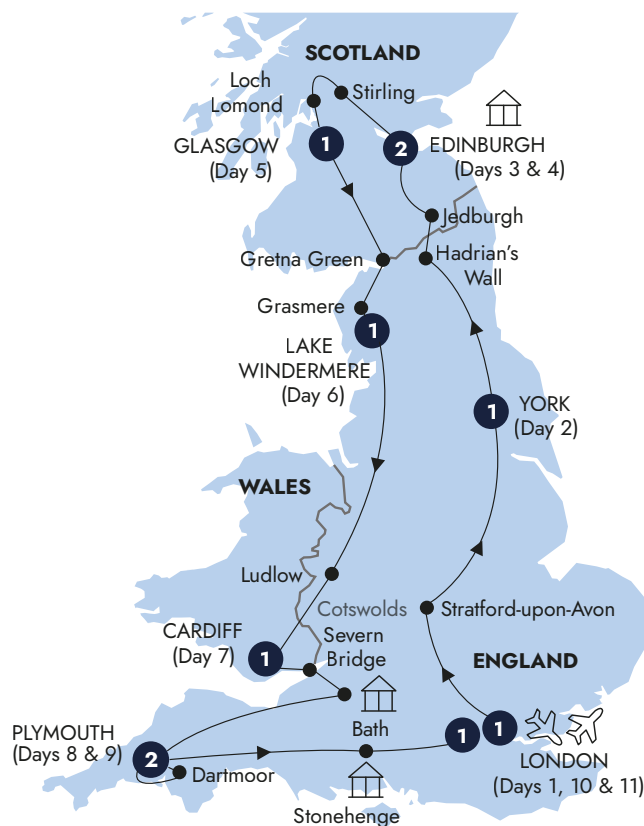 SCOTLAND
Loch
Lomond
Stirling
GLASGOW
(Day 5)
1
2
EDINBURGH
(Days 3 & 4)
Jedburgh
Gretna Green
Hadrian's
Wall
Grasmere
1
LAKE
WINDERMERE
(Day 6)
1
YORK
(Day 2)
WALES
Ludlow
Cotswolds
Stratford-upon-Avon
CARDIFF
(Day 7)
1
Severn
Bridge
ENGLAND
PLYMOUTH
(Days 8 & 9)
2
Dartmoor
Bath
1
1
LONDON
(Days 1, 10 & 11)
Stonehenge